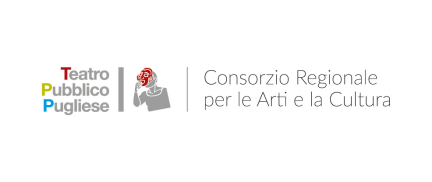 Teatro
Pubblico
Pugliese
Consorzio Regionale
per le Arti e la Cultura